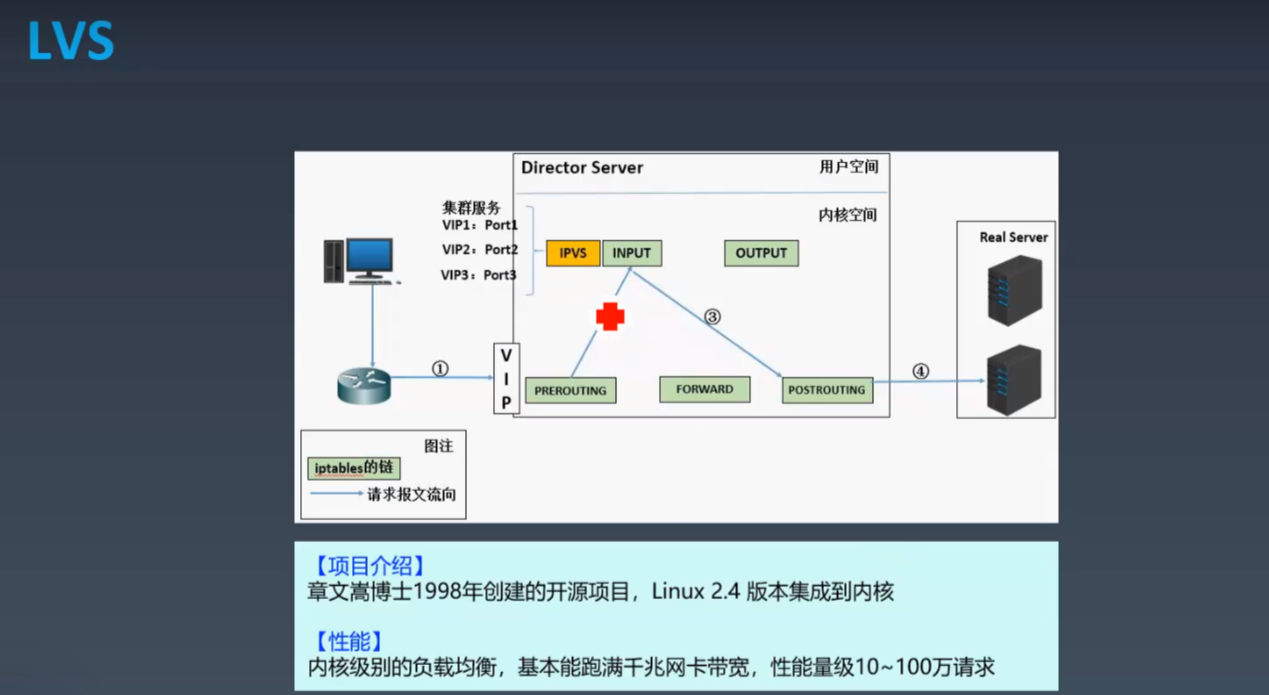 LVS
Director Server
用户空间
集群服务
VIP1：Port1
VIP2：Port2
VIP3：Port3
内核空间
IPVS
INPUT
OUTPUT
Real Server
③
①
VIP
PREROUTING
FORWARD
POSTROUTING
④
图注
iptables的链
请求报文流向
【项目介绍】
章文嵩博士1998年创建的开源项目，Linux 2.4 版本集成到内核
【性能】
内核级别的负载均衡，基本能跑满千兆网卡带宽，性能量级10~100万请求